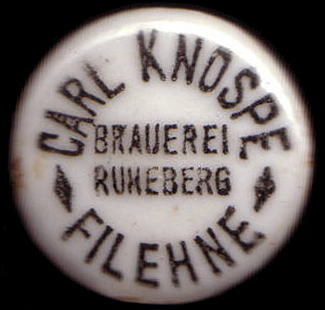 CARL KNOSPE
BRAUEREI
RUHEBERG
FILEHNE